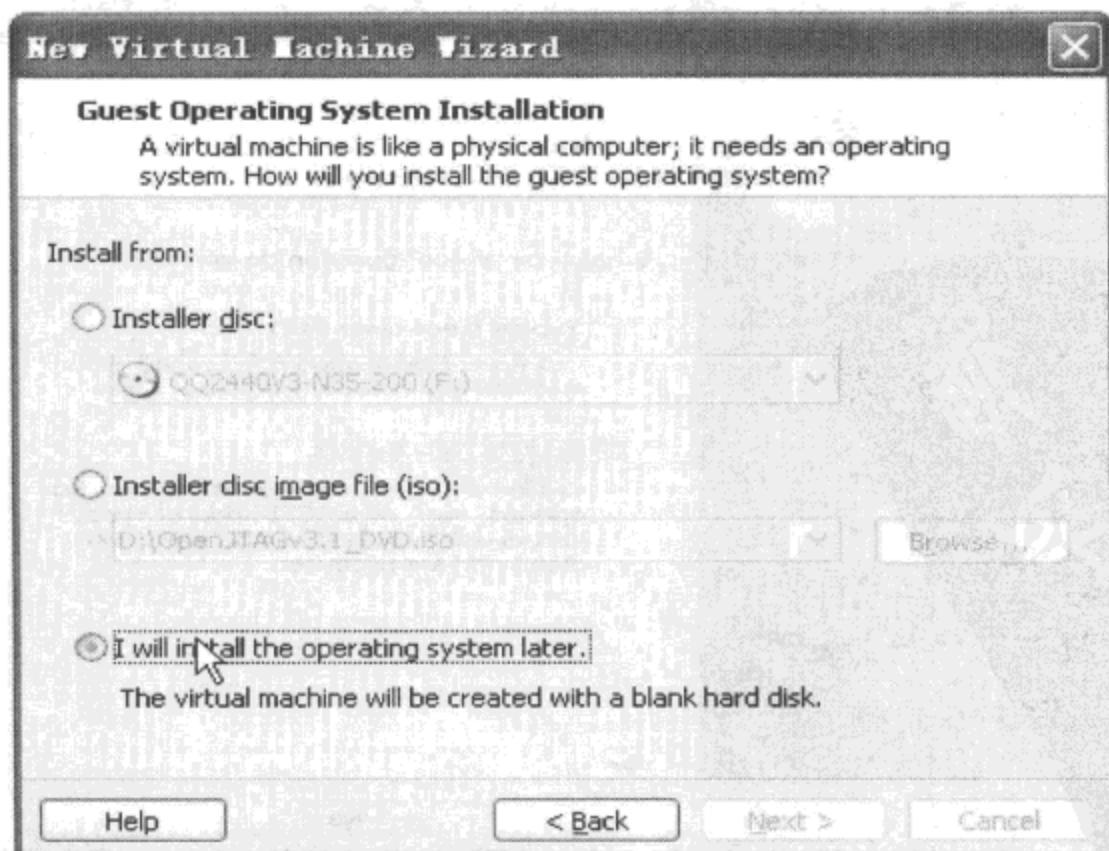 New Virtual Machine Wizard
Guest Operating System Installation
A virtual machine is like a physical computer; it needs an operating
system. How will you install the guest operating system?
Install from:
Installer disc:
QQ2440V3-N35-200 (F:)
Installer disc image file (iso):
D:\OpenJTAGv3.1_DVD.iso
Browse...
I will install the operating system later.
The virtual machine will be created with a blank hard disk.
Help
< Back
Next >
Cancel